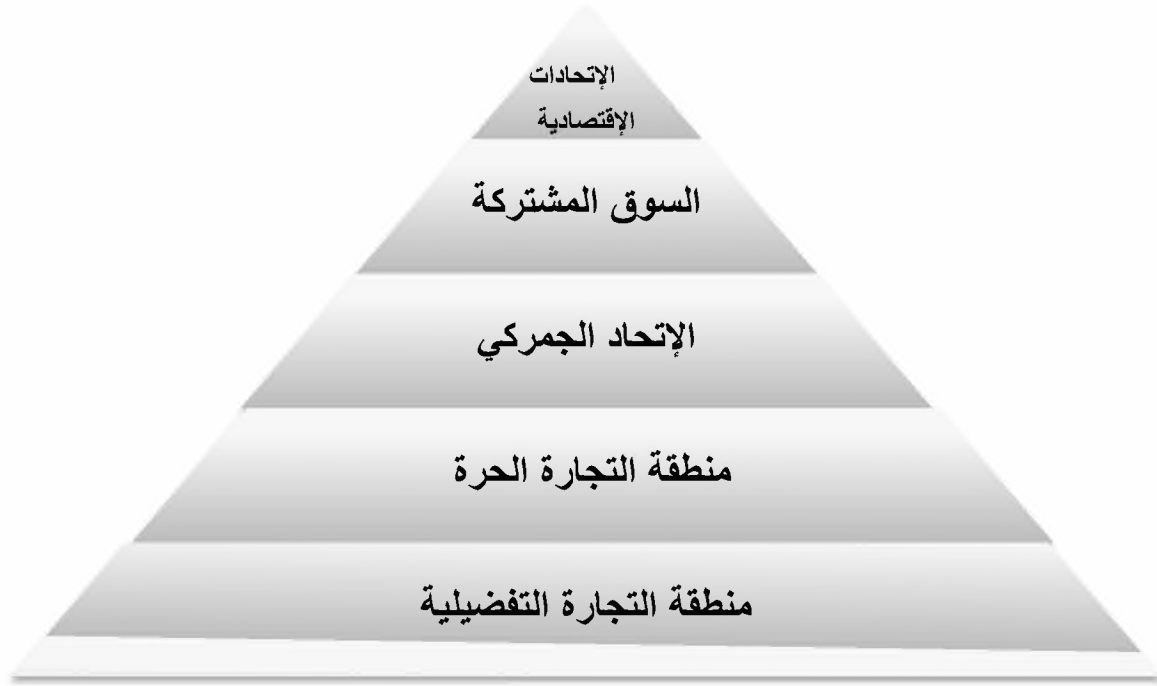 الإتحادات
الإقتصادية
السوق المشتركة
الإتحاد الجمركي
منطقة التجارة الحرة
منطقة التجارة التفضيلية